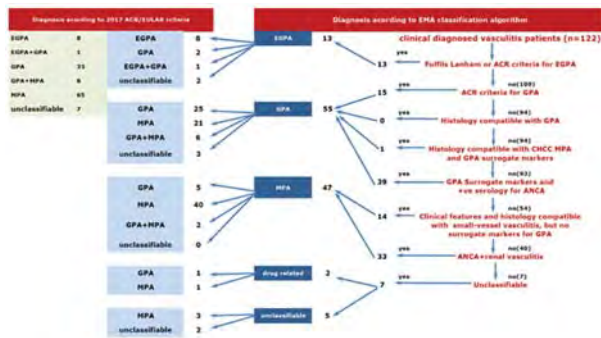 Diagnosis acording to 2017 ACR/EULAR criteria
Diagnosis acording to EMA classification algorithm
EGPA 8
EGPA+GPA 1
GPA 33
GPA+MPA 8
MPA 65
unclassifiable 7
EGPA 8
GPA 2
EGPA+GPA 1
unclassifiable 2
EGPA 13
GPA 25
MPA 21
GPA+MPA 6
unclassifiable 3
GPA 55
GPA 5
MPA 40
GPA+MPA 2
unclassifiable 0
MPA 47
GPA 1
MPA 1
drug related 2
MPA 3
unclassifiable 2
unclassifiable 5
clinical diagnosed vasculitis patients (n=122)
13 yes Fulfils Lanham or ACR criteria for EGPA
no(109)
15 yes ACR criteria for GPA
no(94)
0 yes Histology compatible with GPA
no(94)
1 yes Histology compatible with CHCC MPA
and GPA surrogate markers
no(93)
39 yes GPA Surrogate markers and
+ve serology for ANCA
no(54)
14 yes Clinical features and histology compatible
with small-vessel vasculitis, but no
surrogate markers for GPA
no(40)
33 yes ANCA+renal vasculitis
no(7)
7 yes Unclassifiable